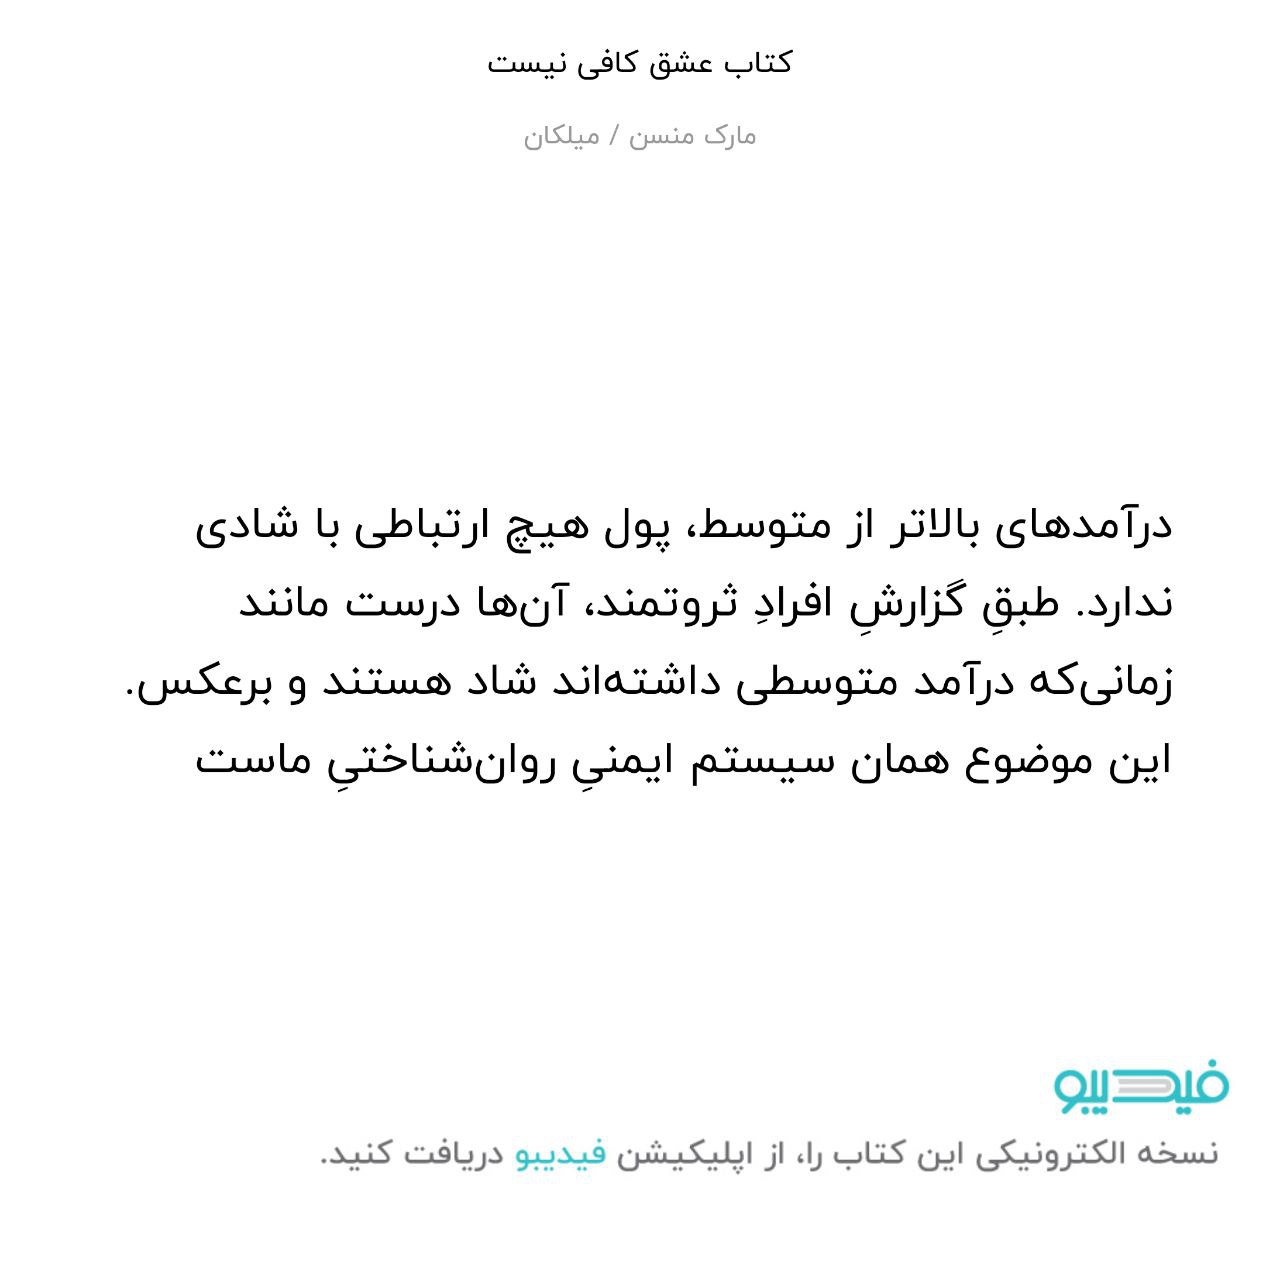 کتاب عشق کافی نیست
مارک منسن / میلکان
درآمدهای بالاتر از متوسط، پول هیچ ارتباطی با شادی
ندارد. طبقِ گزارشِ افرادِ ثروتمند، آن‌ها درست مانند
زمانی‌که درآمد متوسطی داشته‌اند شاد هستند و برعکس.
این موضوع همان سیستم ایمنیِ روان‌شناختیِ ماست
فیدیبو
نسخه الکترونیکی این کتاب را، از اپلیکیشن فیدیبو دریافت کنید.